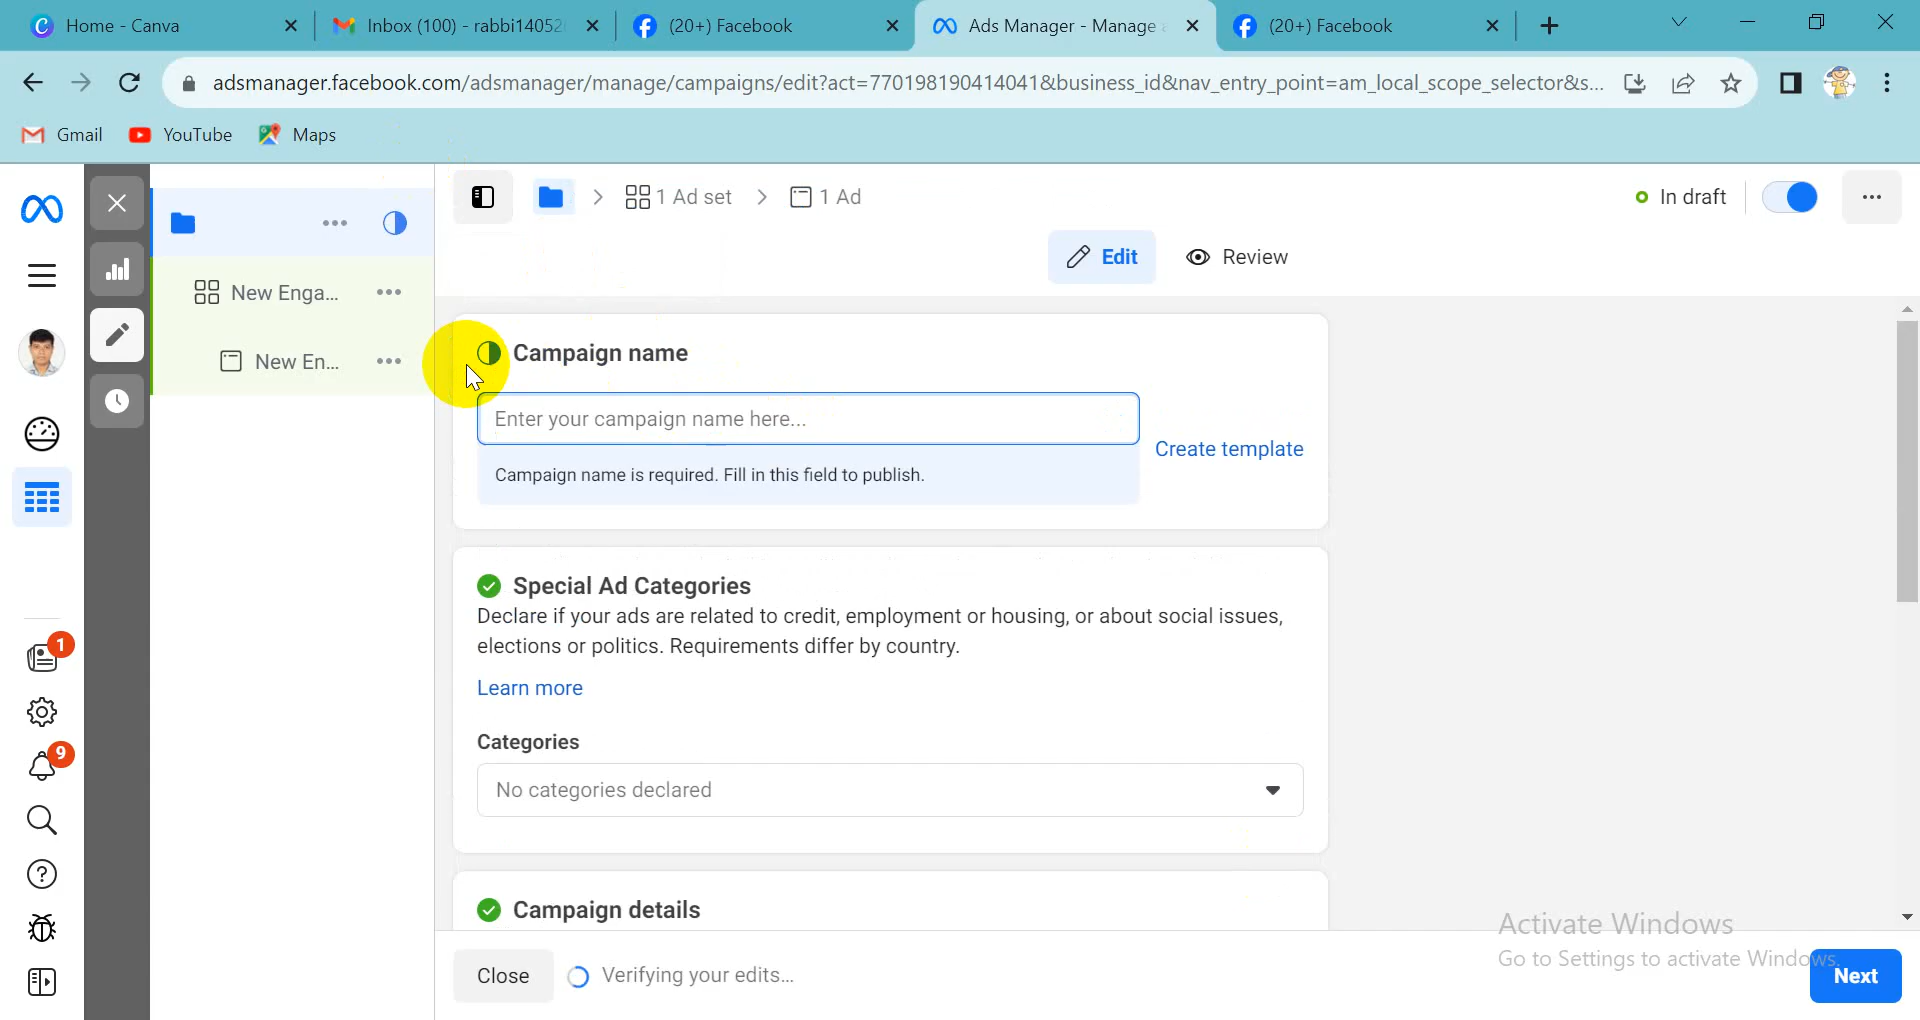 Home - Canva
Inbox (100) - rabbi14052
(20+) Facebook
Ads Manager - Manage
(20+) Facebook
adsmanager.facebook.com/adsmanager/manage/campaigns/edit?act=770198190414041&business_id&nav_entry_point=am_local_scope_selector&s...
Gmail
YouTube
Maps
1 Ad set
1 Ad
In draft
Edit
Review
New Enga...
New En...
Campaign name
Enter your campaign name here...
Create template
Campaign name is required. Fill in this field to publish.
Special Ad Categories
Declare if your ads are related to credit, employment or housing, or about social issues,
elections or politics. Requirements differ by country.
Learn more
Categories
No categories declared
1
9
Campaign details
Activate Windows
Go to Settings to activate Windows.
Close
Verifying your edits...
Next